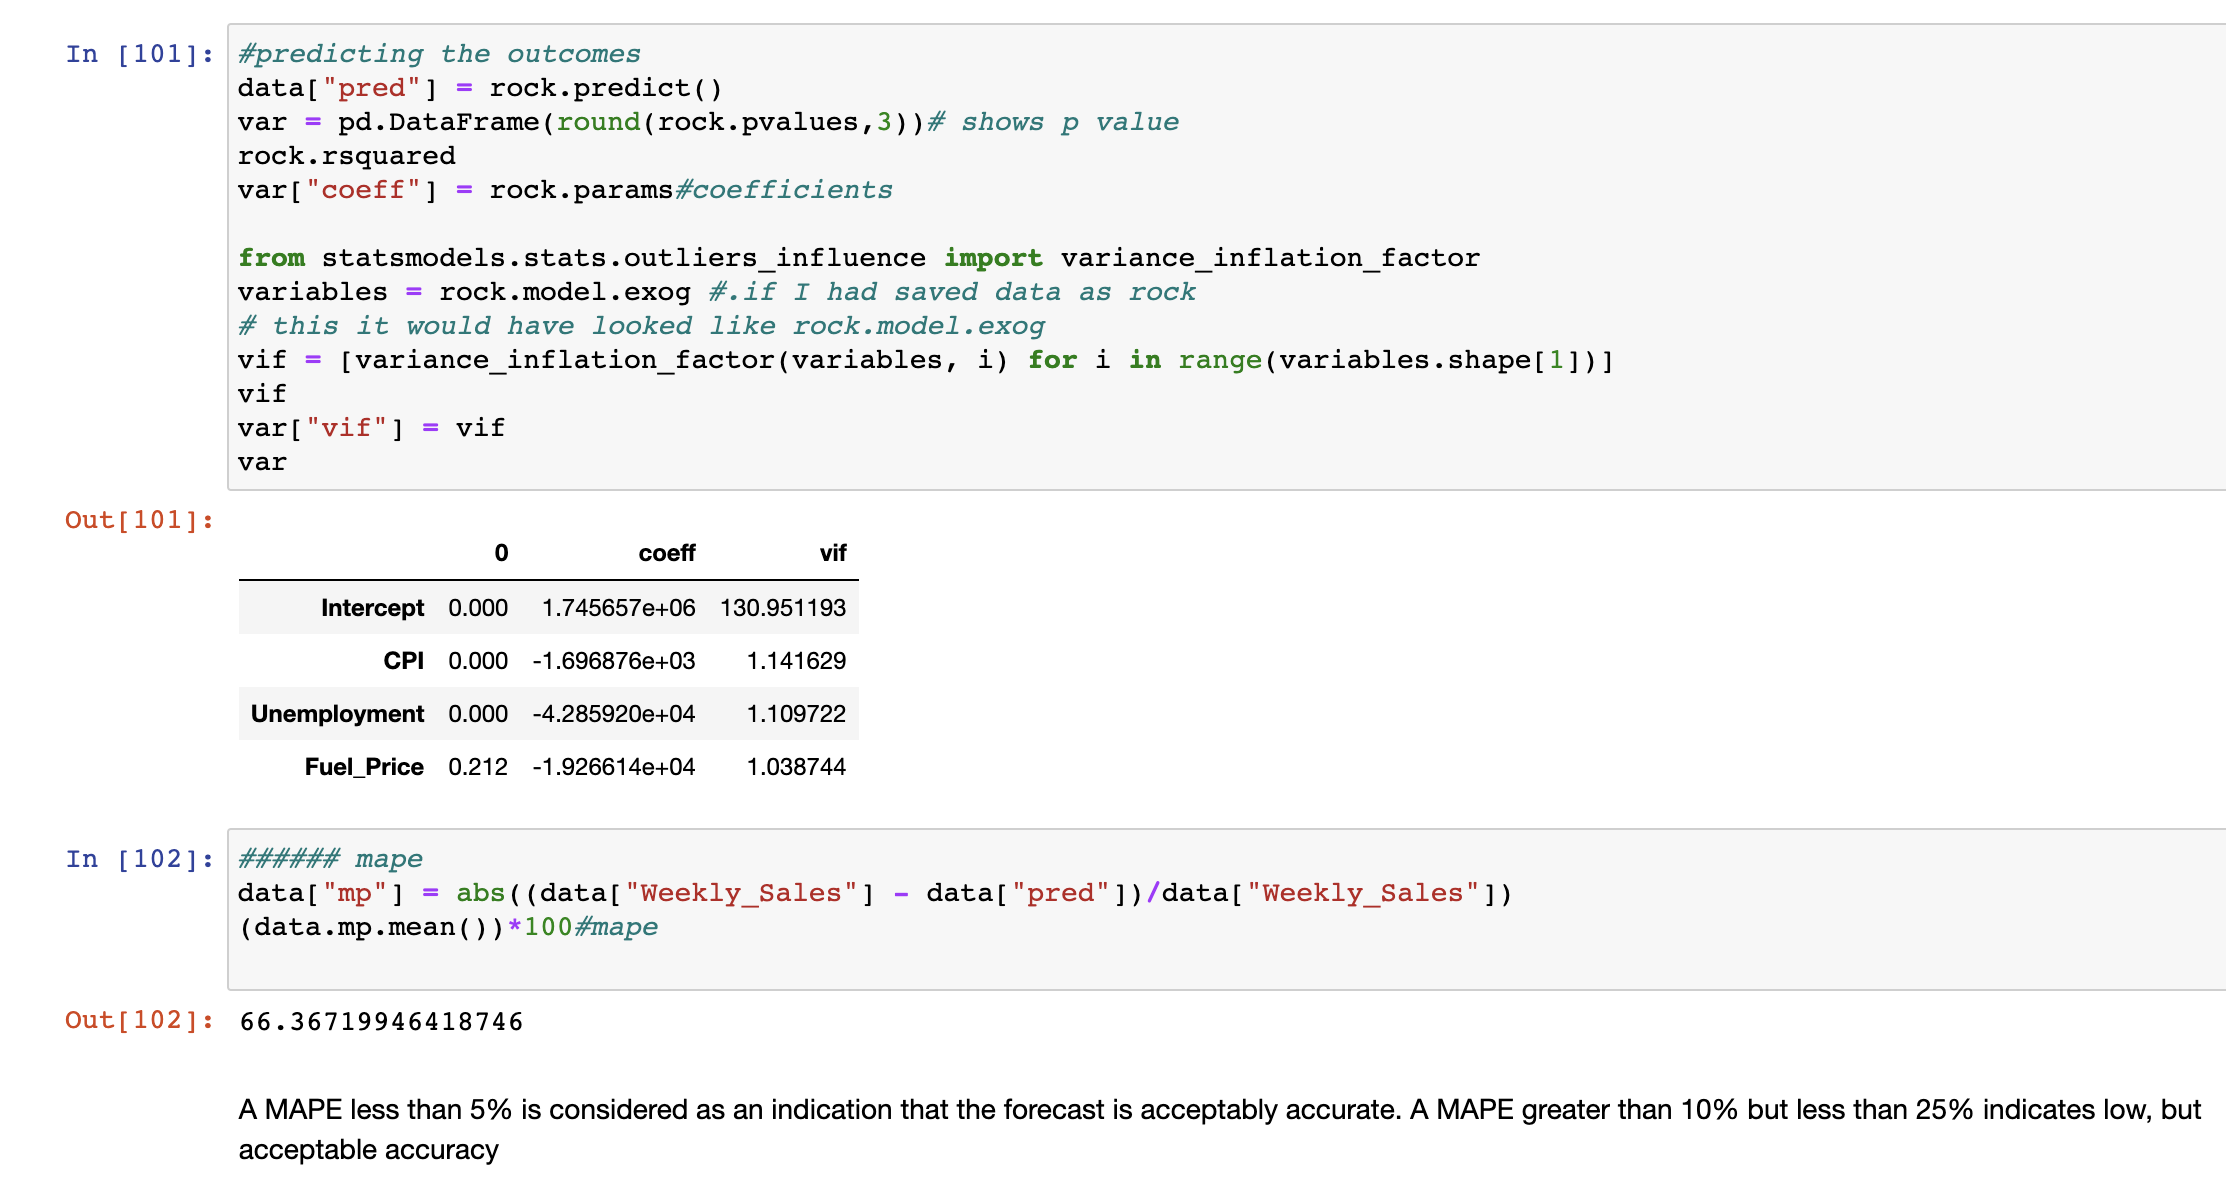 In [101]:
#predicting the outcomes
data["pred"] = rock.predict()
var = pd.DataFrame(round(rock.pvalues,3))# shows p value
rock.rsquared
var["coeff"] = rock.params#coefficients
from statsmodels.stats.outliers_influence import variance_inflation_factor
variables = rock.model.exog #.if I had saved data as rock
# this it would have looked like rock.model.exog
vif = [variance_inflation_factor(variables, i) for i in range(variables.shape[1])]
vif
var["vif"] = vif
var
Out[101]:
0 coeff vif
Intercept 0.000 1.745657e+06 130.951193
CPI 0.000 -1.696876e+03 1.141629
Unemployment 0.000 -4.285920e+04 1.109722
Fuel_Price 0.212 -1.926614e+04 1.038744
In [102]:
###### mape
data["mp"] = abs((data["Weekly_Sales"] - data["pred"])/data["Weekly_Sales"])
(data.mp.mean())*100#mape
Out[102]: 66.36719946418746
A MAPE less than 5% is considered as an indication that the forecast is acceptably accurate. A MAPE greater than 10% but less than 25% indicates low, but
acceptable accuracy